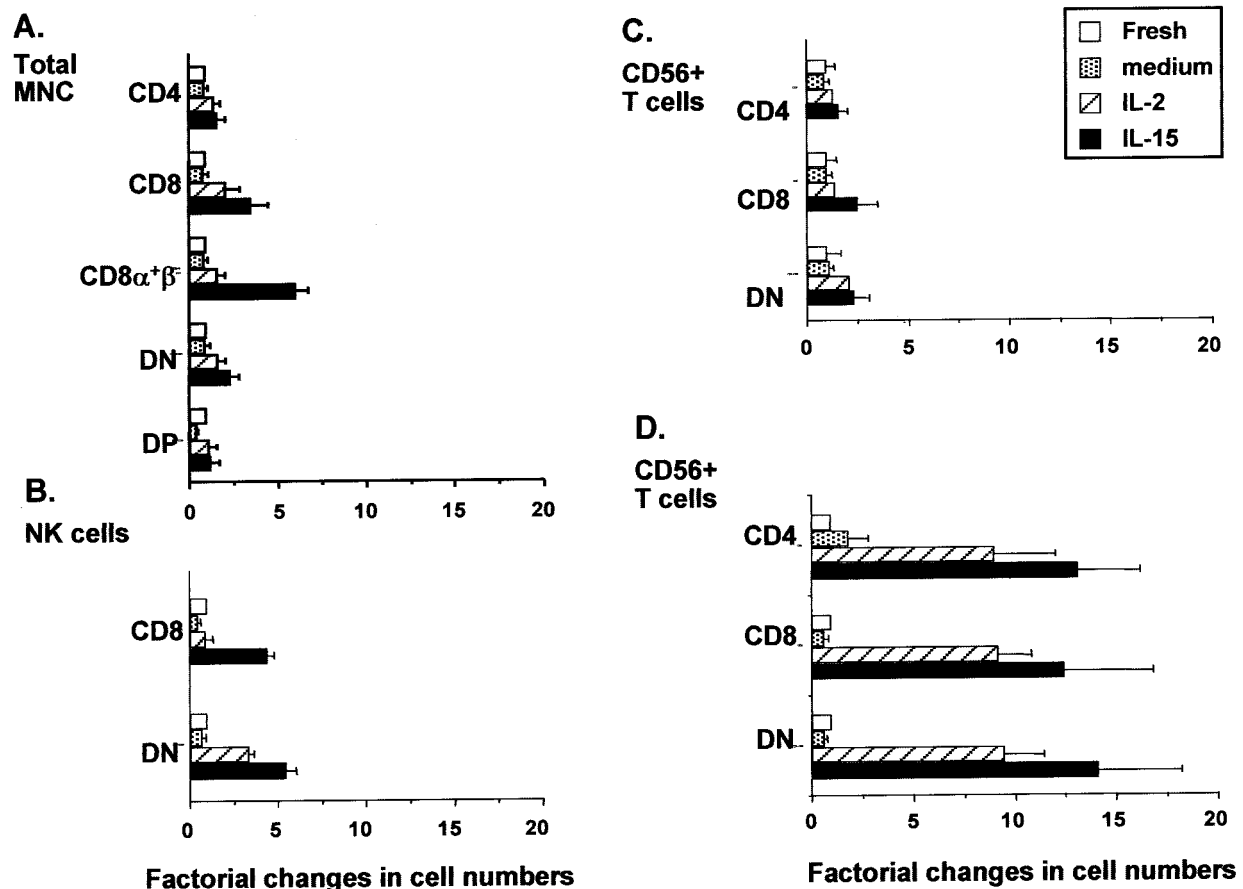 A.
Total
MNC
CD4
CD8
CD8α⁺β⁻
DN
DP
0 5 10 15 20
B.
NK cells
CD8
DN
0 5 10 15 20
Factorial changes in cell numbers
C.
CD56+
T cells
CD4
CD8
DN
0 5 10 15 20
Fresh
medium
IL-2
IL-15
D.
CD56+
T cells
CD4
CD8
DN
0 5 10 15 20
Factorial changes in cell numbers